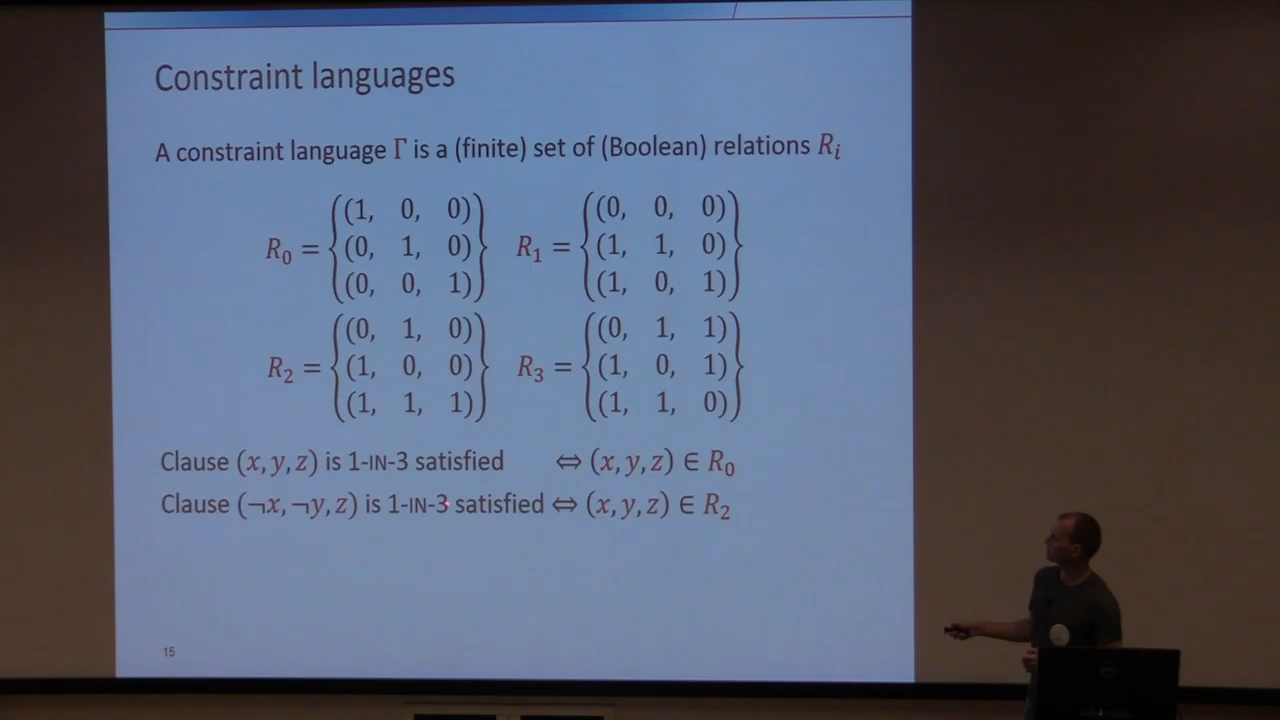 Constraint languages
A constraint language Γ is a (finite) set of (Boolean) relations R_i
R_0 = { (1, 0, 0) (0, 1, 0) (0, 0, 1) } R_1 = { (0, 0, 0) (1, 1, 0) (1, 0, 1) }
R_2 = { (0, 1, 0) (1, 0, 0) (1, 1, 1) } R_3 = { (0, 1, 1) (1, 0, 1) (1, 1, 0) }
Clause (x, y, z) is 1-IN-3 satisfied ⇔ (x, y, z) ∈ R_0
Clause (¬x, ¬y, z) is 1-IN-3 satisfied ⇔ (x, y, z) ∈ R_2
15